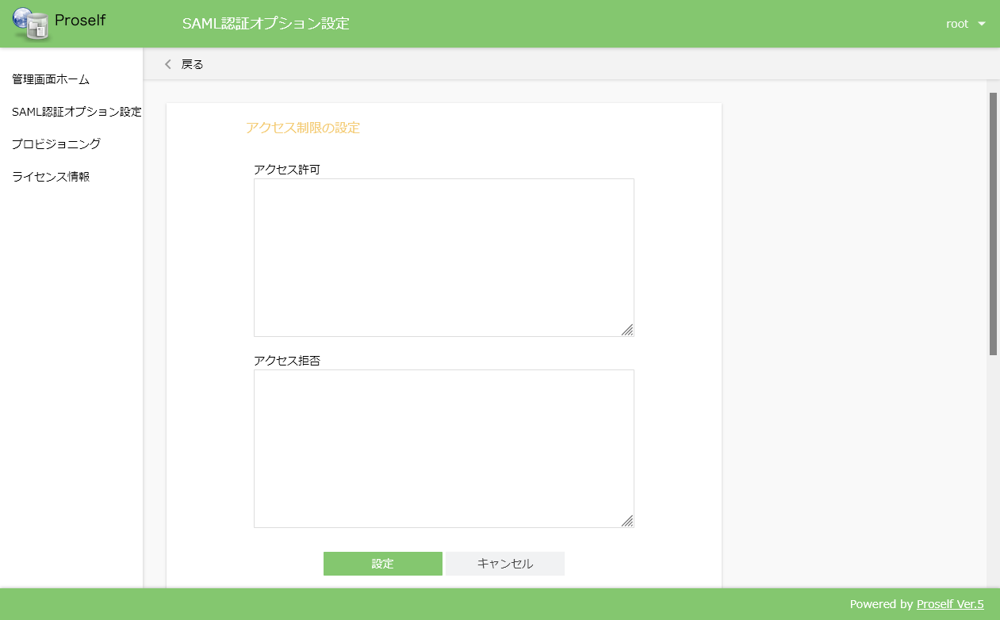 Proself
SAML認証オプション設定
root
戻る
管理画面ホーム
SAML認証オプション設定
プロビジョニング
ライセンス情報
アクセス制限の設定
アクセス許可
アクセス拒否
設定
キャンセル
Powered by Proself Ver.5